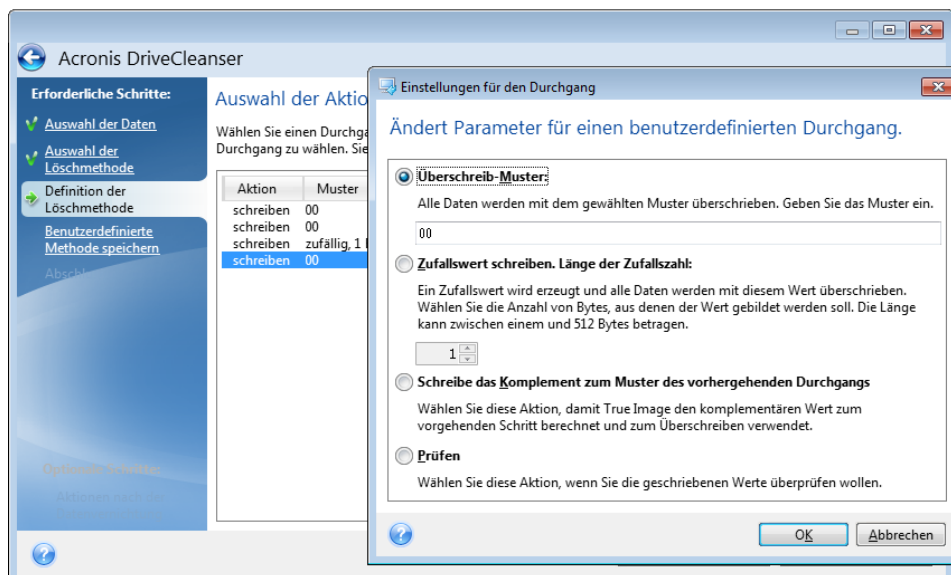 Acronis DriveCleanser
Erforderliche Schritte:
Auswahl der Daten
Auswahl der
Löschmethode
Definition der
Löschmethode
Benutzerdefinierte
Methode speichern
Abschl
Optionale Schritte:
Aktionen nach der
Auswahl der Aktio
Wählen Sie einen Durchga
Durchgang zu wählen. Sie
Aktion Muster
schreiben 00
schreiben 00
schreiben zufällig, 1
schreiben 00
Einstellungen für den Durchgang
Ändert Parameter für einen benutzerdefinierten Durchgang.
Überschreib-Muster:
Alle Daten werden mit dem gewählten Muster überschrieben. Geben Sie das Muster ein.
00
Zufallswert schreiben. Länge der Zufallszahl:
Ein Zufallswert wird erzeugt und alle Daten werden mit diesem Wert überschrieben.
Wählen Sie die Anzahl von Bytes, aus denen der Wert gebildet werden soll. Die Länge
kann zwischen einem und 512 Bytes betragen.
1
Schreibe das Komplement zum Muster des vorhergehenden Durchgangs
Wählen Sie diese Aktion, damit True Image den komplementären Wert zum
vorgehenden Schritt berechnet und zum Überschreiben verwendet.
Prüfen
Wählen Sie diese Aktion, wenn Sie die geschriebenen Werte überprüfen wollen.
OK
Abbrechen